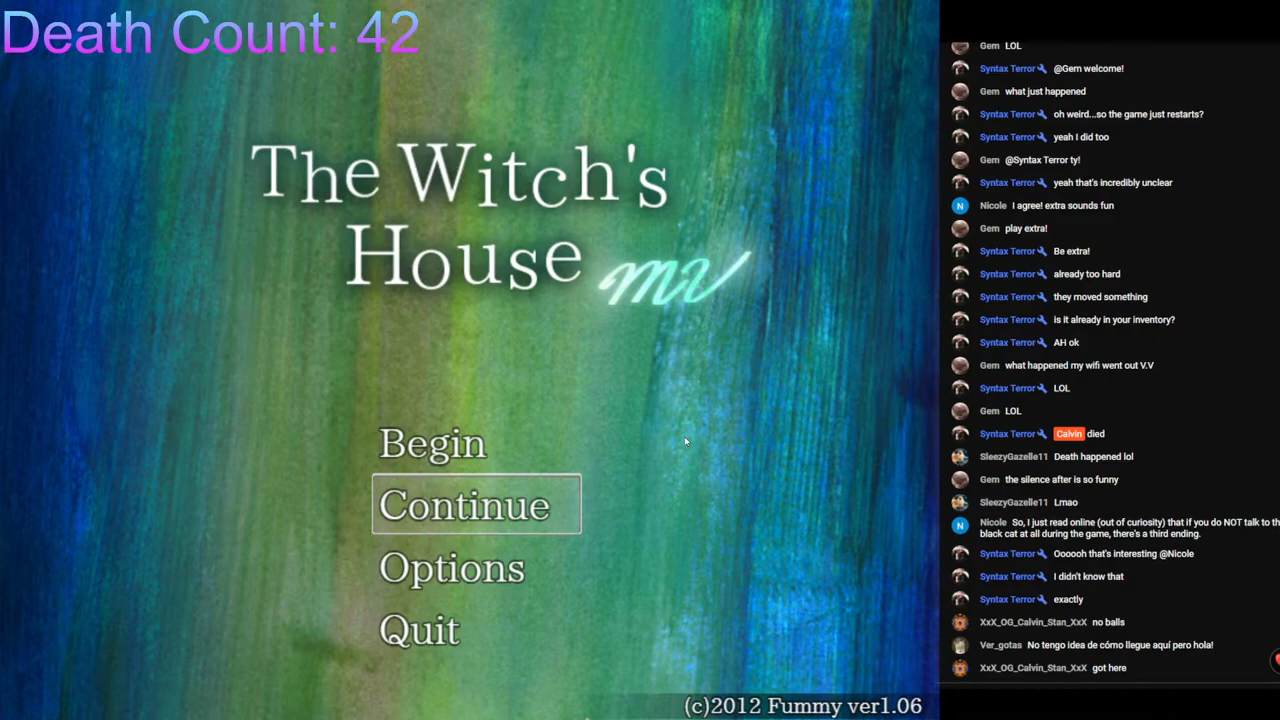 Death Count: 42
The Witch's
House mv
Begin
Continue
Options
Quit
(c)2012 Fummy ver1.06
Gem LOL
Syntax Terror @Gem welcome!
Gem what just happened
Syntax Terror oh weird...so the game just restarts?
Syntax Terror yeah I did too
Gem @Syntax Terror ty!
Syntax Terror yeah that's incredibly unclear
N Nicole I agree! extra sounds fun
Gem play extra!
Syntax Terror Be extra!
Syntax Terror already too hard
Syntax Terror they moved something
Syntax Terror is it already in your inventory?
Syntax Terror AH ok
Gem what happened my wifi went out V.V
Syntax Terror LOL
Gem LOL
Syntax Terror Calvin died
SleezyGazelle11 Death happened lol
Gem the silence after is so funny
SleezyGazelle11 Lmao
N Nicole So, I just read online (out of curiosity) that if you do NOT talk to th
black cat at all during the game, there's a third ending.
Syntax Terror Oooooh that's interesting @Nicole
Syntax Terror I didn't know that
Syntax Terror exactly
XxX_OG_Calvin_Stan_XxX no balls
Ver_gotas No tengo idea de cómo llegue aquí pero hola!
XxX_OG_Calvin_Stan_XxX got here